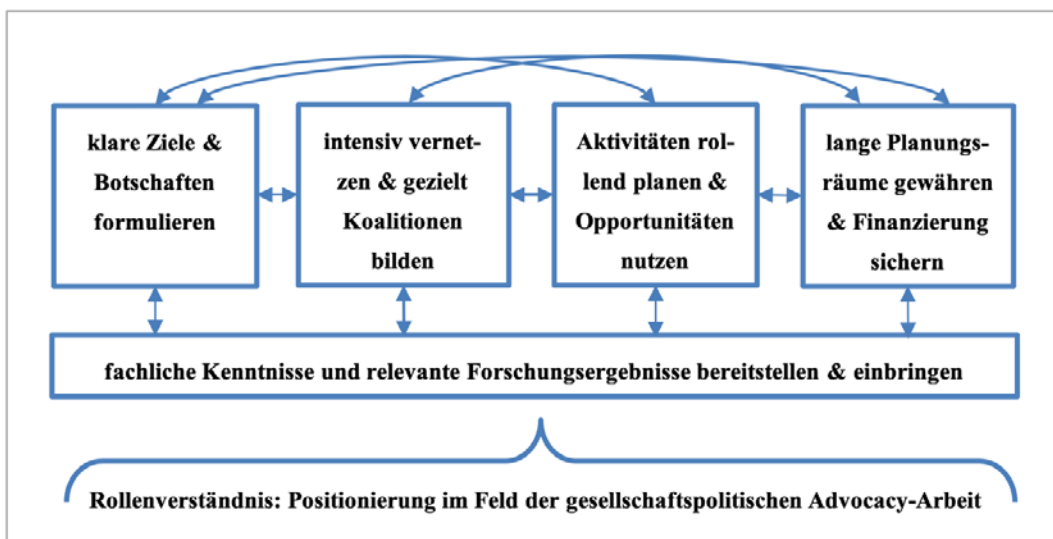 klare Ziele &
Botschaften
formulieren
intensiv vernet-
zen & gezielt
Koalitionen
bilden
Aktivitäten rol-
lend planen &
Opportunitäten
nutzen
lange Planungs-
räume gewähren
& Finanzierung
sichern
fachliche Kenntnisse und relevante Forschungsergebnisse bereitstellen & einbringen
Rollenverständnis: Positionierung im Feld der gesellschaftspolitischen Advocacy-Arbeit